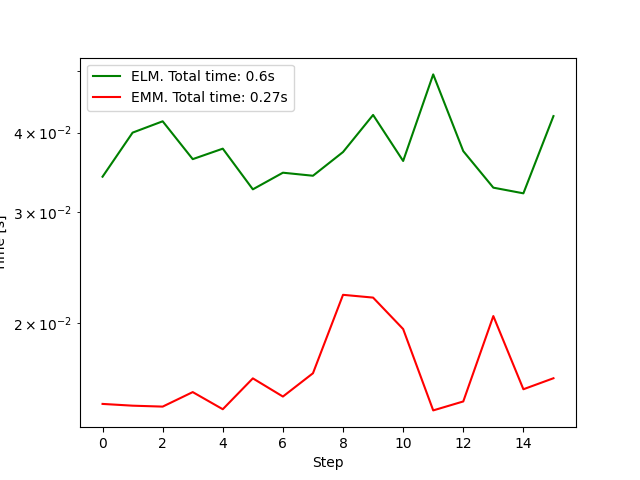 ELM. Total time: 0.6s
EMM. Total time: 0.27s
4 × 10⁻²
3 × 10⁻²
2 × 10⁻²
0 2 4 6 8 10 12 14
Step